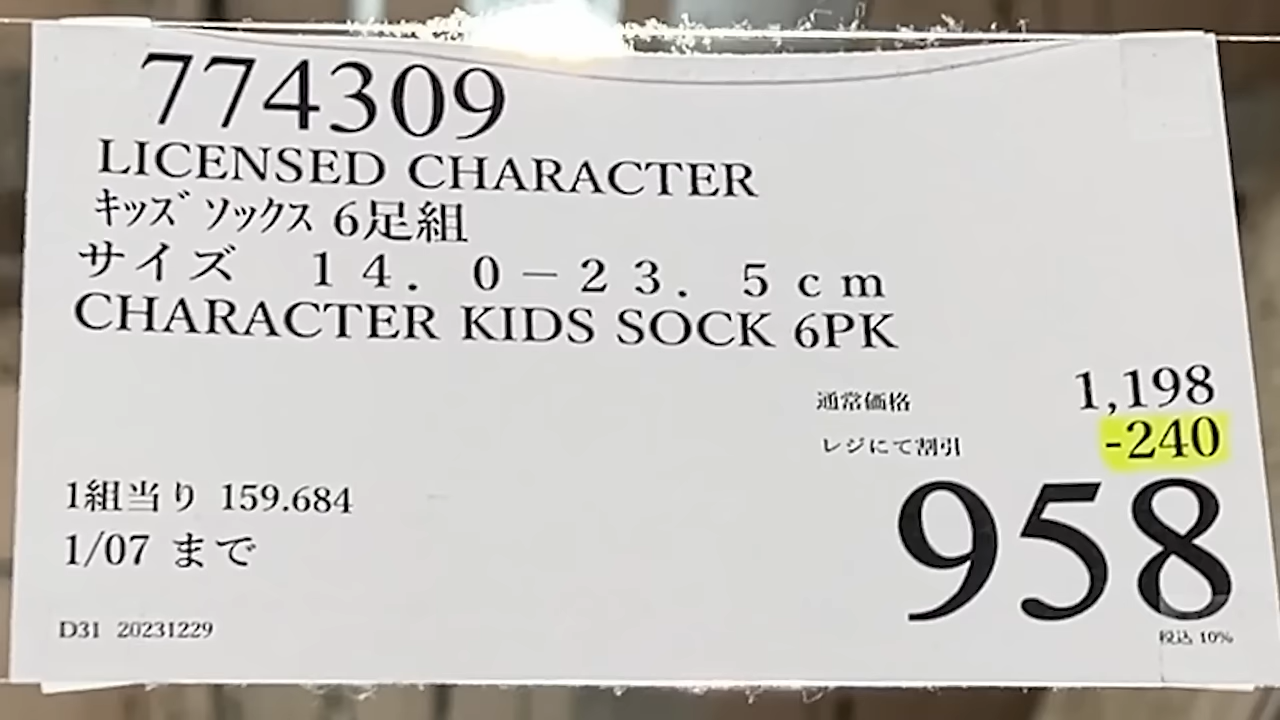 774309
LICENSED CHARACTER
ｷｯｽﾞ ｿｯｸｽ 6足組
サイズ　１４．０－２３．５ｃｍ
CHARACTER KIDS SOCK 6PK
通常価格 1,198
レジにて割引 -240
958
税込 10%
1組当り 159.684
1/07 まで
D31 20231229